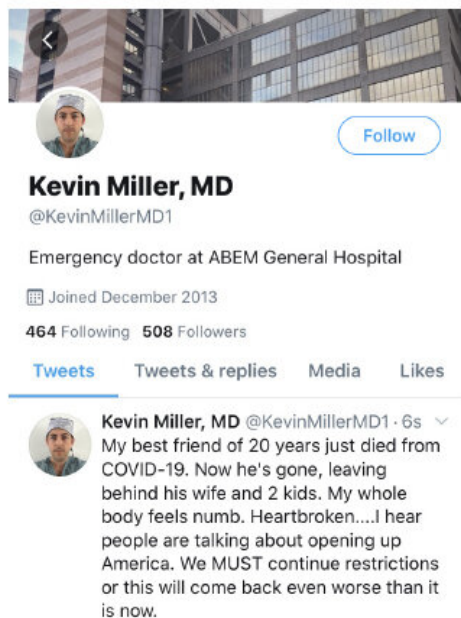 Follow
Kevin Miller, MD
@KevinMillerMD1
Emergency doctor at ABEM General Hospital
Joined December 2013
464 Following 508 Followers
Tweets Tweets & replies Media Likes
Kevin Miller, MD @KevinMillerMD1 · 6s
My best friend of 20 years just died from
COVID-19. Now he's gone, leaving
behind his wife and 2 kids. My whole
body feels numb. Heartbroken....I hear
people are talking about opening up
America. We MUST continue restrictions
or this will come back even worse than it
is now.